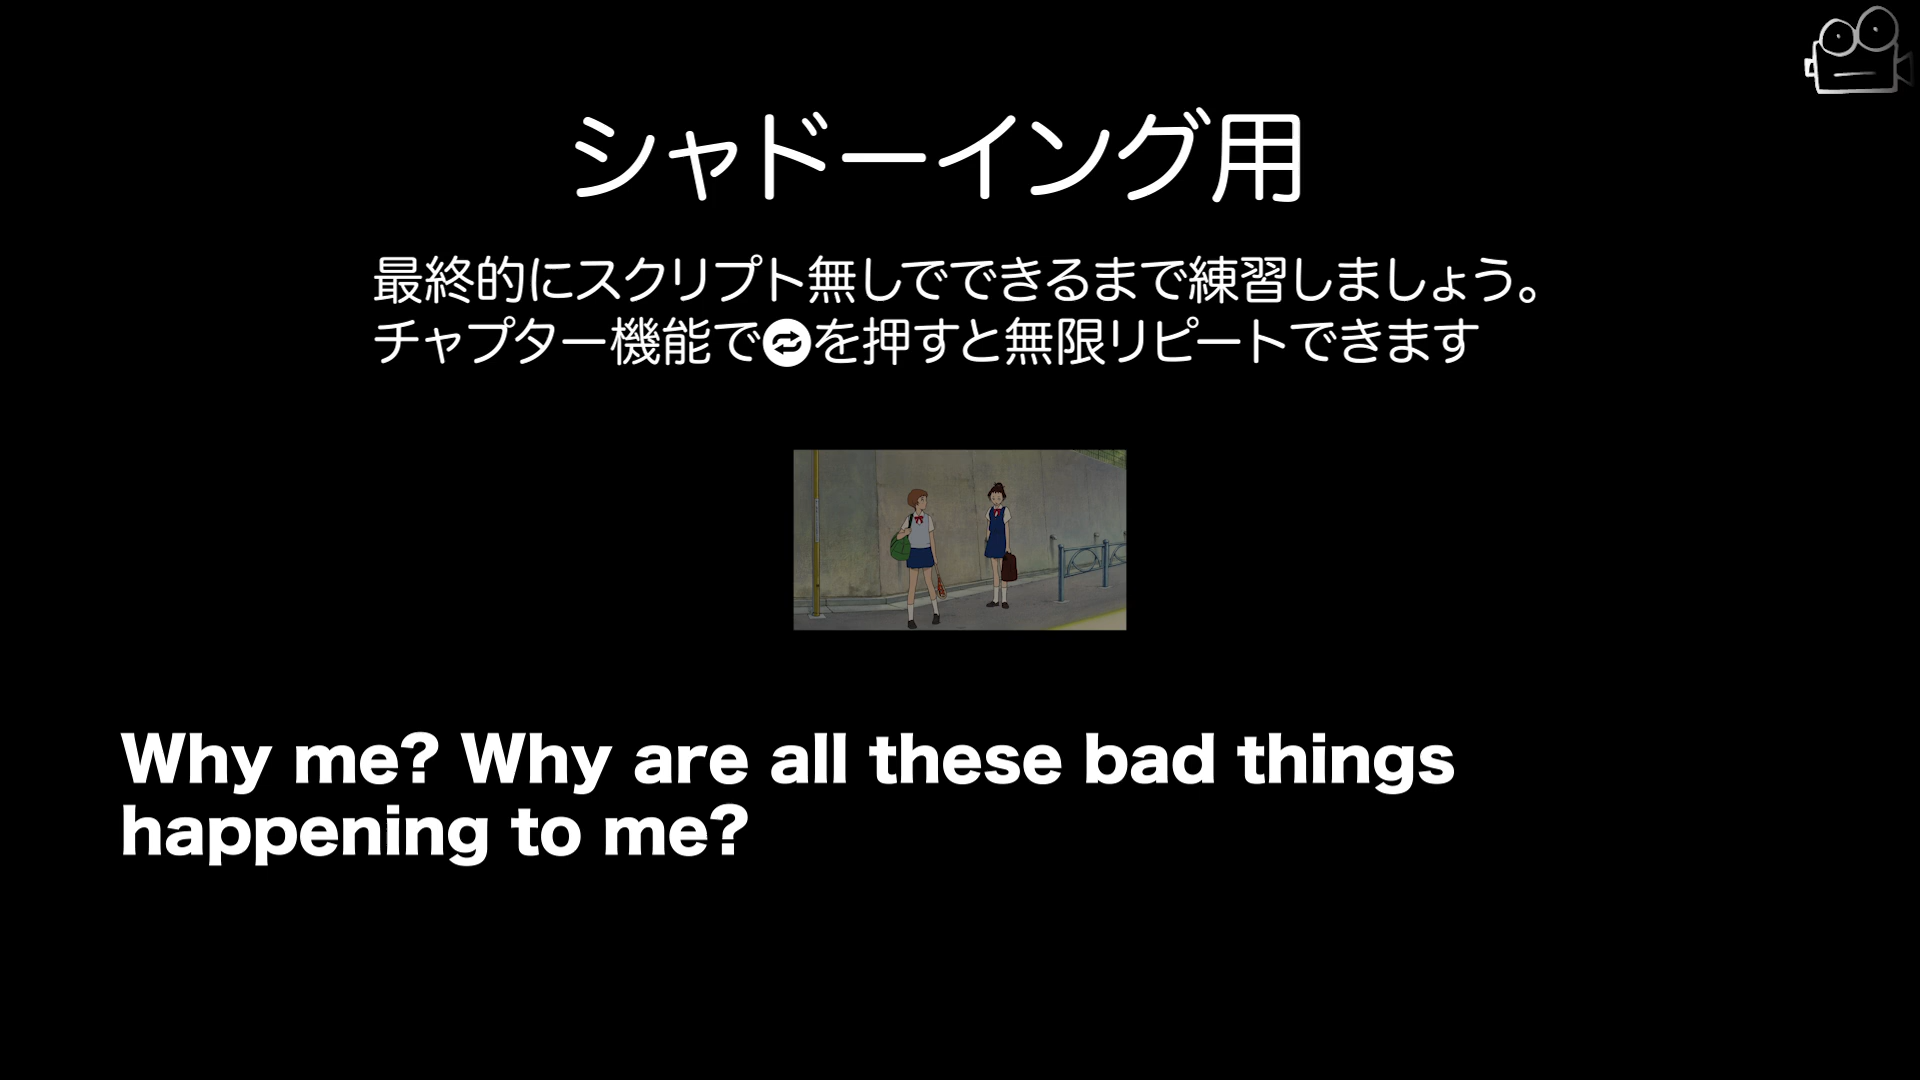 シャドーイング用
最終的にスクリプト無しでできるまで練習しましょう。
チャプター機能で🔁を押すと無限リピートできます
Why me? Why are all these bad things
happening to me?